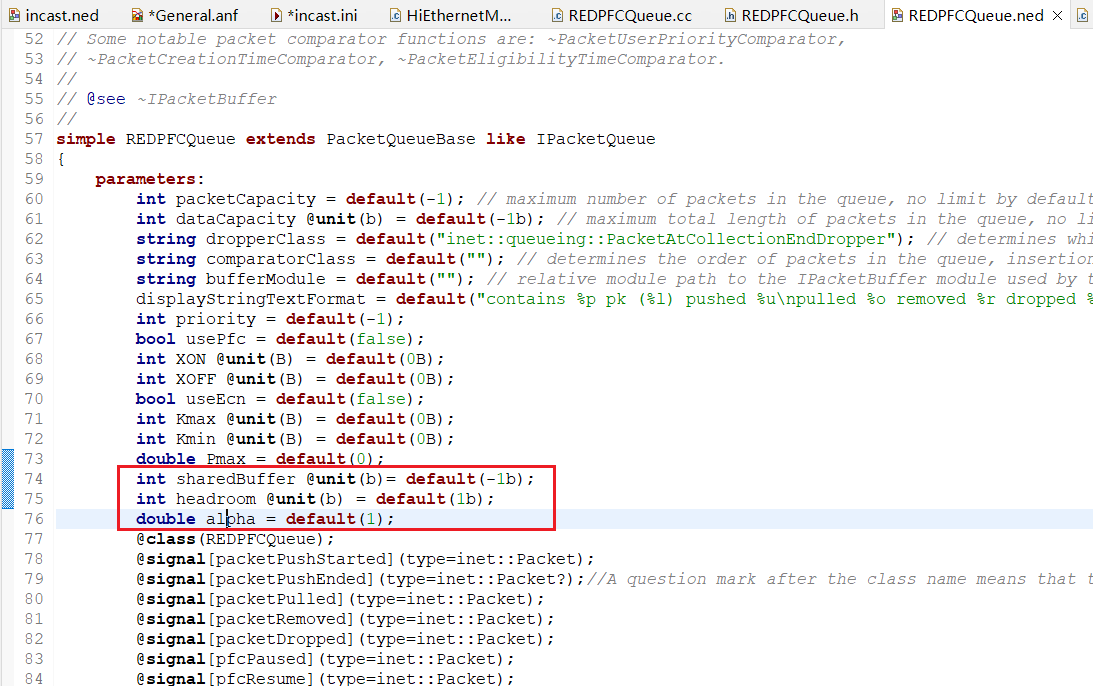 incast.ned *General.anf *incast.ini HiEthernetM... REDPFCQueue.cc REDPFCQueue.h REDPFCQueue.ned
52 // Some notable packet comparator functions are: ~PacketUserPriorityComparator,
53 // ~PacketCreationTimeComparator, ~PacketEligibilityTimeComparator.
54 //
55 // @see ~IPacketBuffer
56 //
57 simple REDPFCQueue extends PacketQueueBase like IPacketQueue
58 {
59 parameters:
60 int packetCapacity = default(-1); // maximum number of packets in the queue, no limit by default
61 int dataCapacity @unit(b) = default(-1b); // maximum total length of packets in the queue, no li
62 string dropperClass = default("inet::queueing::PacketAtCollectionEndDropper"); // determines whi
63 string comparatorClass = default(""); // determines the order of packets in the queue, insertion
64 string bufferModule = default(""); // relative module path to the IPacketBuffer module used by t
65 displayStringTextFormat = default("contains %p pk (%l) pushed %u\npulled %o removed %r dropped %
66 int priority = default(-1);
67 bool usePfc = default(false);
68 int XON @unit(B) = default(0B);
69 int XOFF @unit(B) = default(0B);
70 bool useEcn = default(false);
71 int Kmax @unit(B) = default(0B);
72 int Kmin @unit(B) = default(0B);
73 double Pmax = default(0);
74 int sharedBuffer @unit(b)= default(-1b);
75 int headroom @unit(b) = default(1b);
76 double alpha = default(1);
77 @class(REDPFCQueue);
78 @signal[packetPushStarted](type=inet::Packet);
79 @signal[packetPushEnded](type=inet::Packet?);//A question mark after the class name means that t
80 @signal[packetPulled](type=inet::Packet);
81 @signal[packetRemoved](type=inet::Packet);
82 @signal[packetDropped](type=inet::Packet);
83 @signal[pfcPaused](type=inet::Packet);
84 @signal[pfcResume](type=inet::Packet);